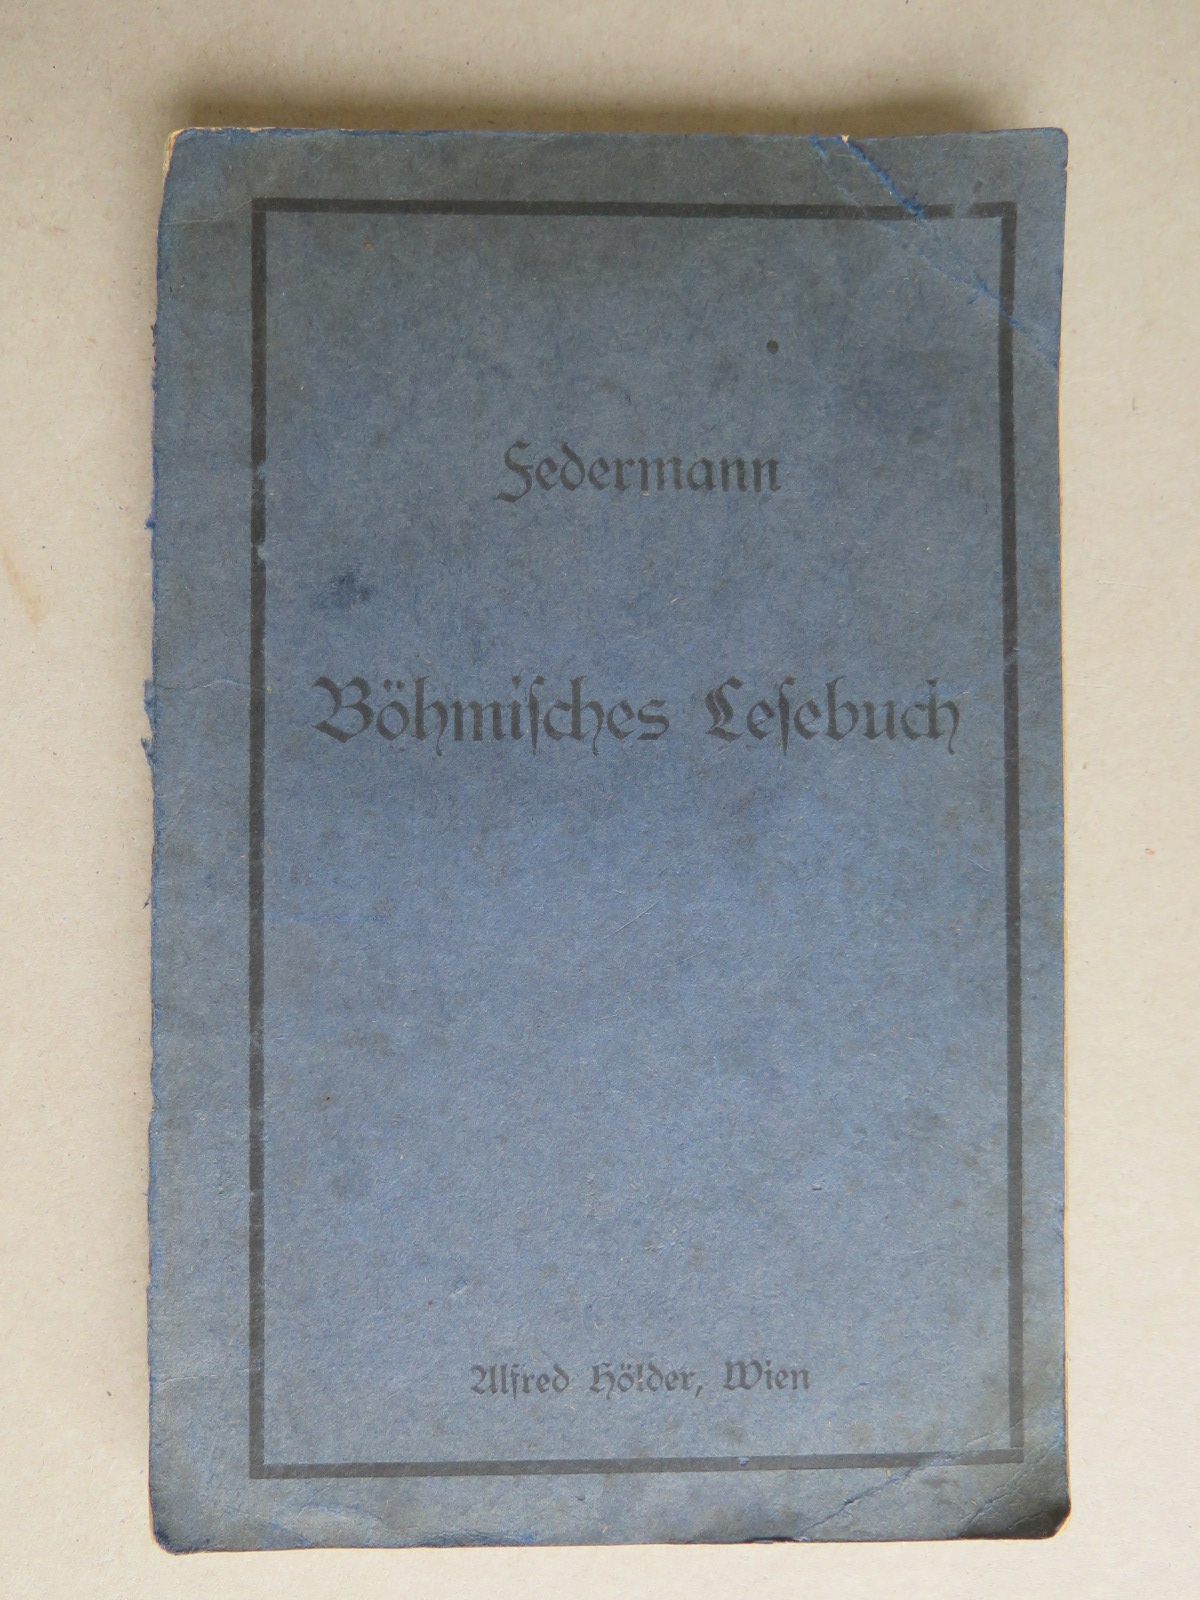 Federmann
Böhmiſches Leſebuch
Alfred Hölder, Wien